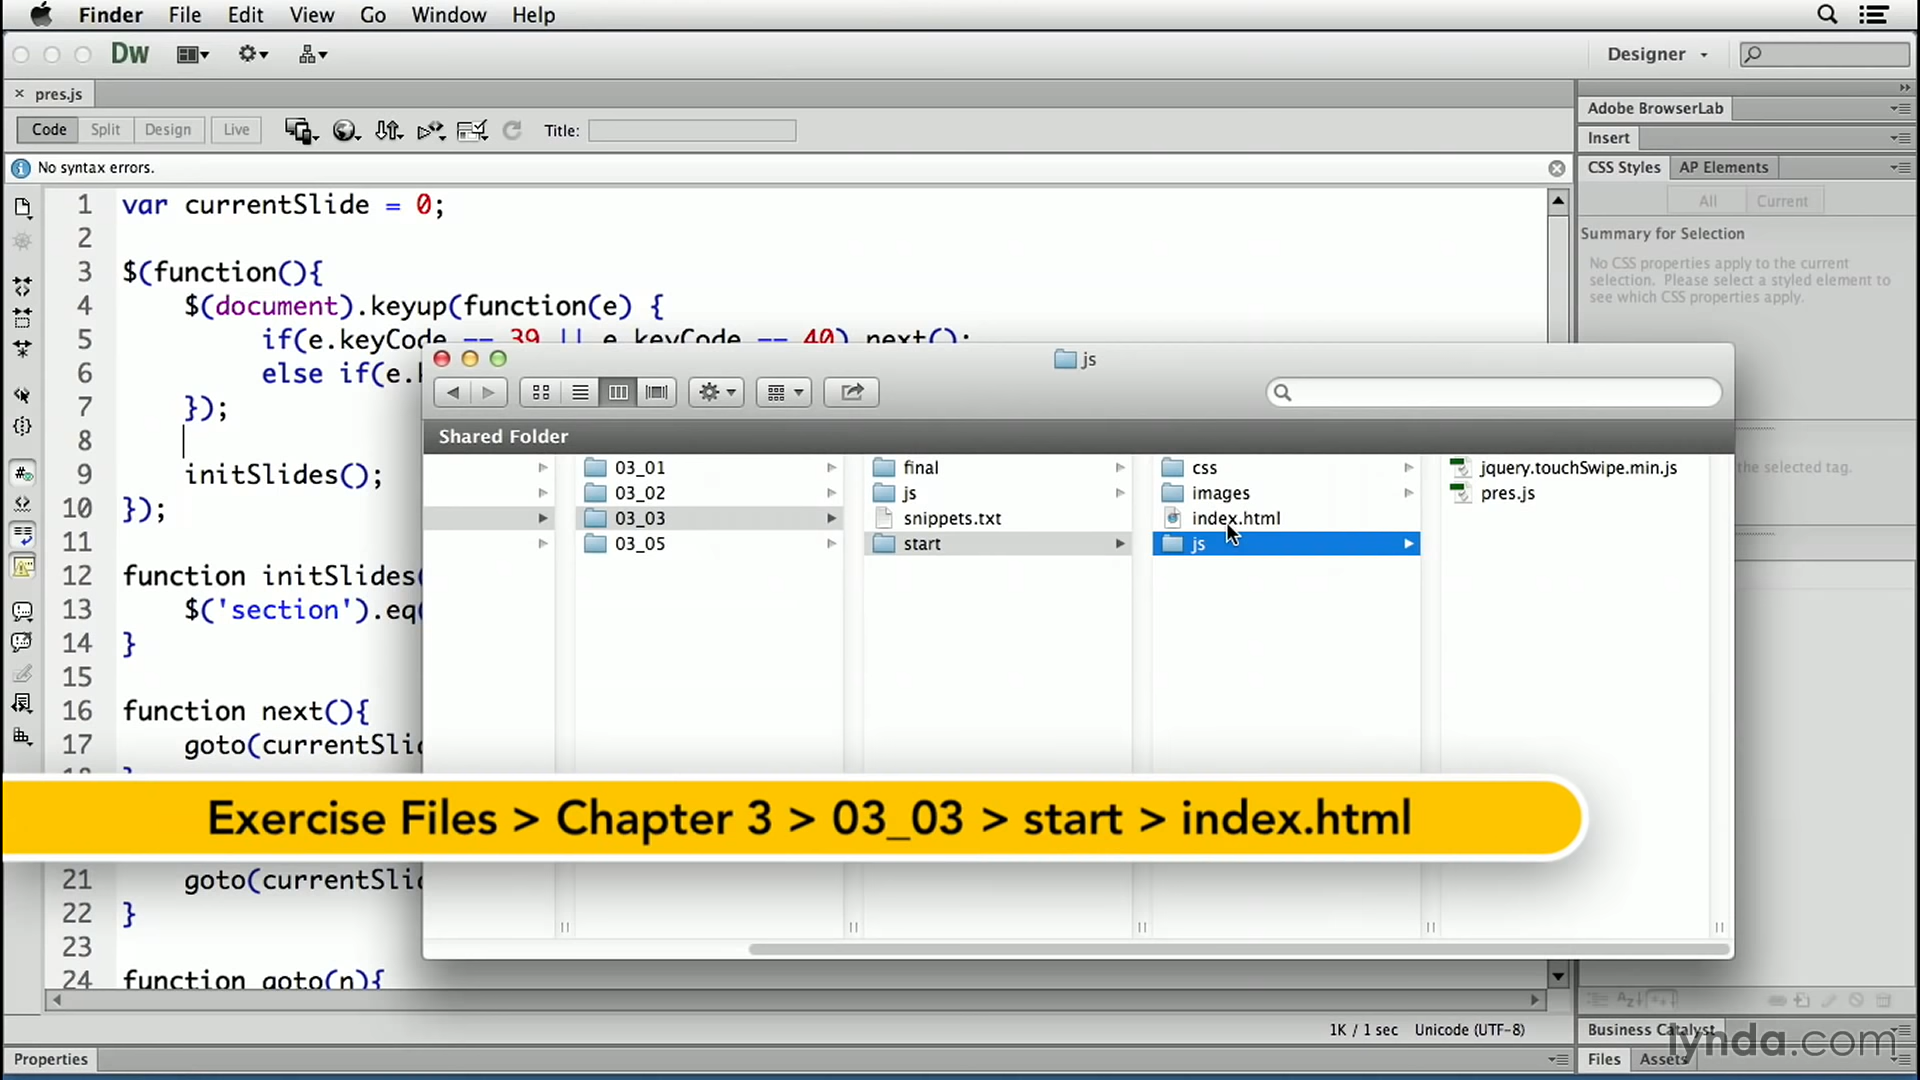 Finder File Edit View Go Window Help
Dw
Designer
pres.js
Code Split Design Live Title:
No syntax errors.
1 var currentSlide = 0;
2
3 $(function(){
4 $(document).keyup(function(e) {
5 if(e.keyCode == 39 || e.keyCode == 40) next();
6 else if(e.
7 });
8
9 initSlides();
10 });
11
12 function initSlides(
13 $('section').eq(
14 }
15
16 function next(){
17 goto(currentSli
21 goto(currentSli
22 }
23
24 function goto(n){
js
Shared Folder
03_01
03_02
03_03
03_05
final
js
snippets.txt
start
css
images
index.html
js
jquery.touchSwipe.min.js
pres.js
Exercise Files > Chapter 3 > 03_03 > start > index.html
Adobe BrowserLab
Insert
CSS Styles AP Elements
All Current
Summary for Selection
No CSS properties apply to the current
selection. Please select a styled element to
see which CSS properties apply.
the selected tag.
1K / 1 sec Unicode (UTF-8)
Properties
Business Catalyst
Files Assets
lynda.com